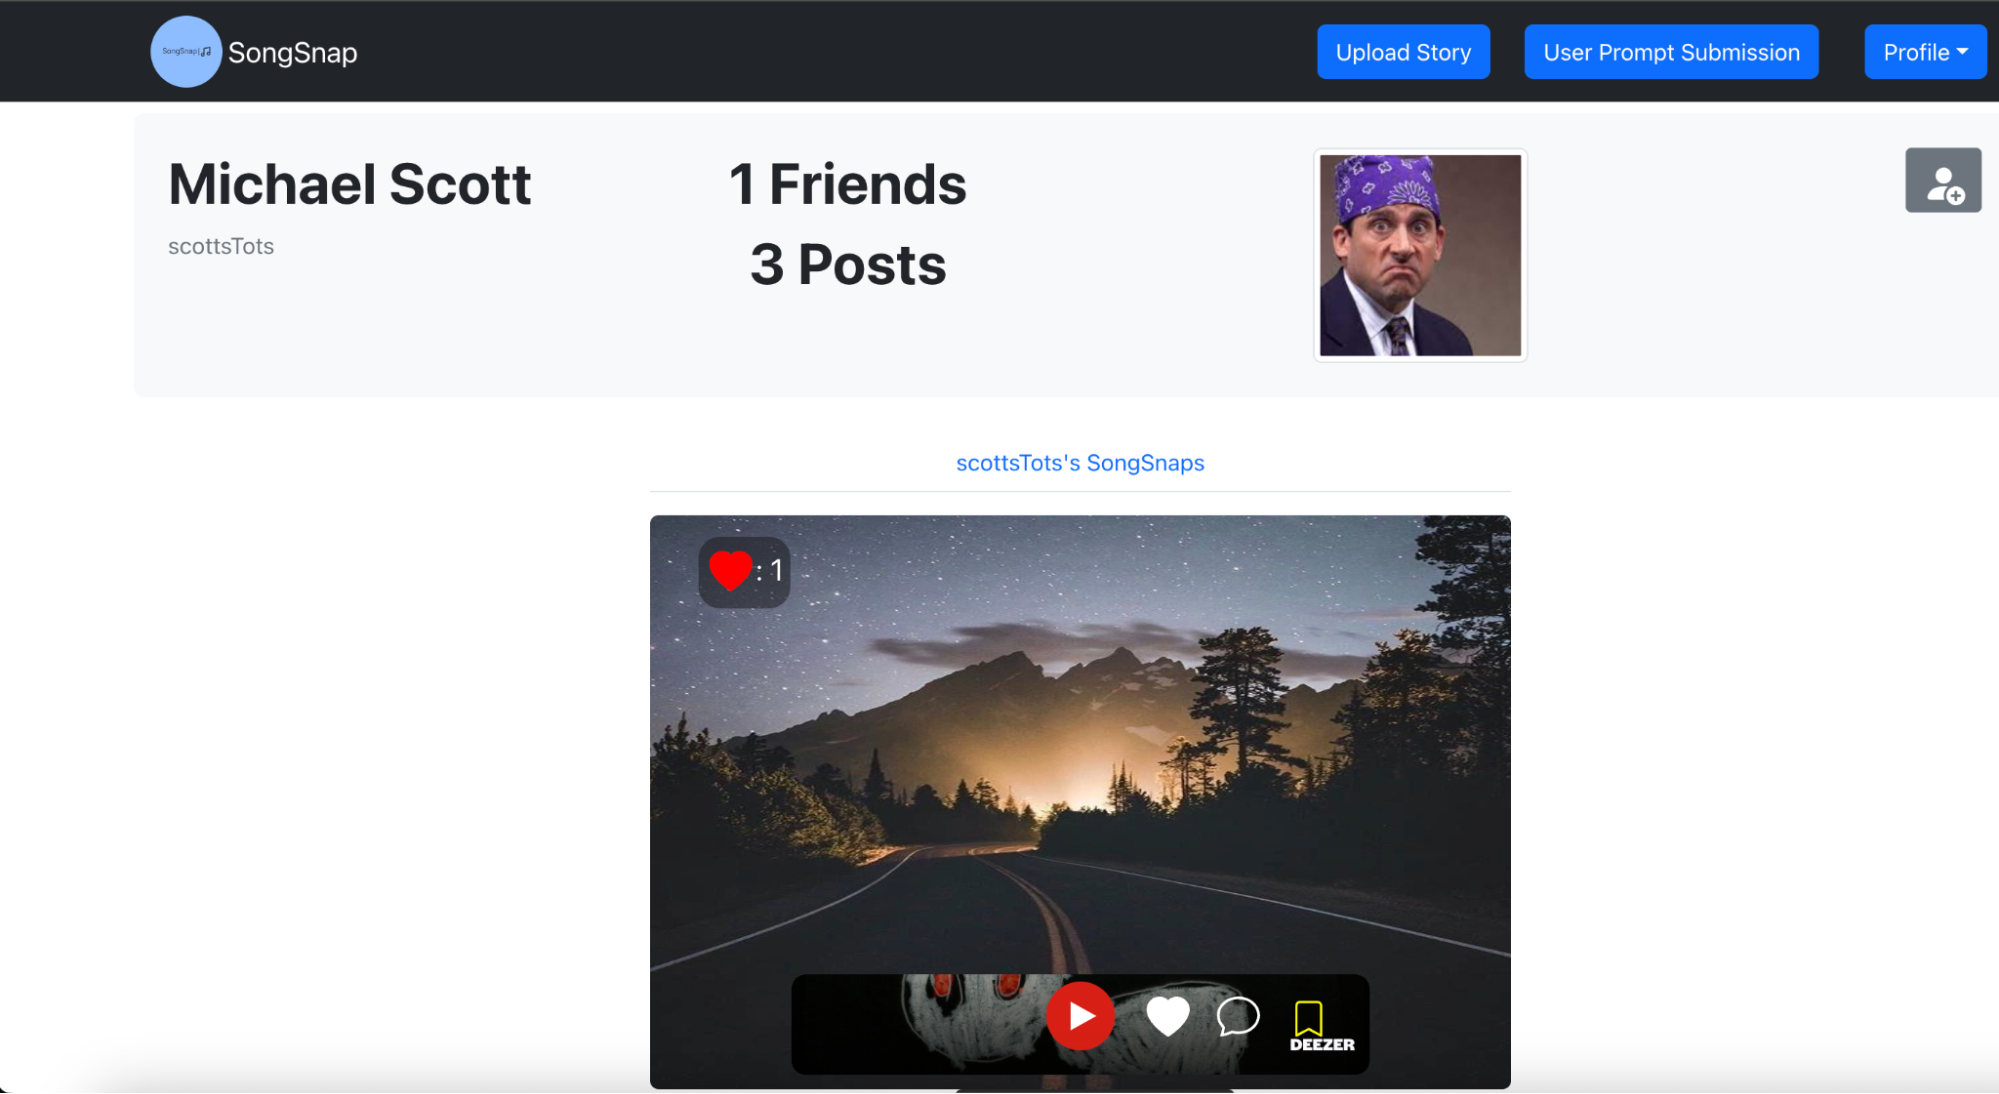 SongSnap|
SongSnap
Upload Story
User Prompt Submission
Profile
Michael Scott
scottsTots
1 Friends
3 Posts
scottsTots's SongSnaps
: 1
DEEZER